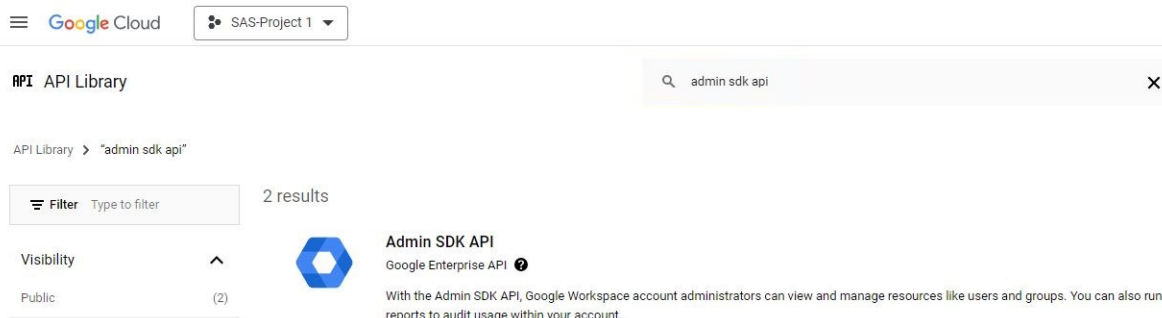 Google Cloud
SAS-Project 1
API API Library
admin sdk api
API Library > "admin sdk api"
Filter Type to filter
2 results
Admin SDK API
Google Enterprise API
Visibility
Public (2)
With the Admin SDK API, Google Workspace account administrators can view and manage resources like users and groups. You can also run
reports to audit usage within your account.